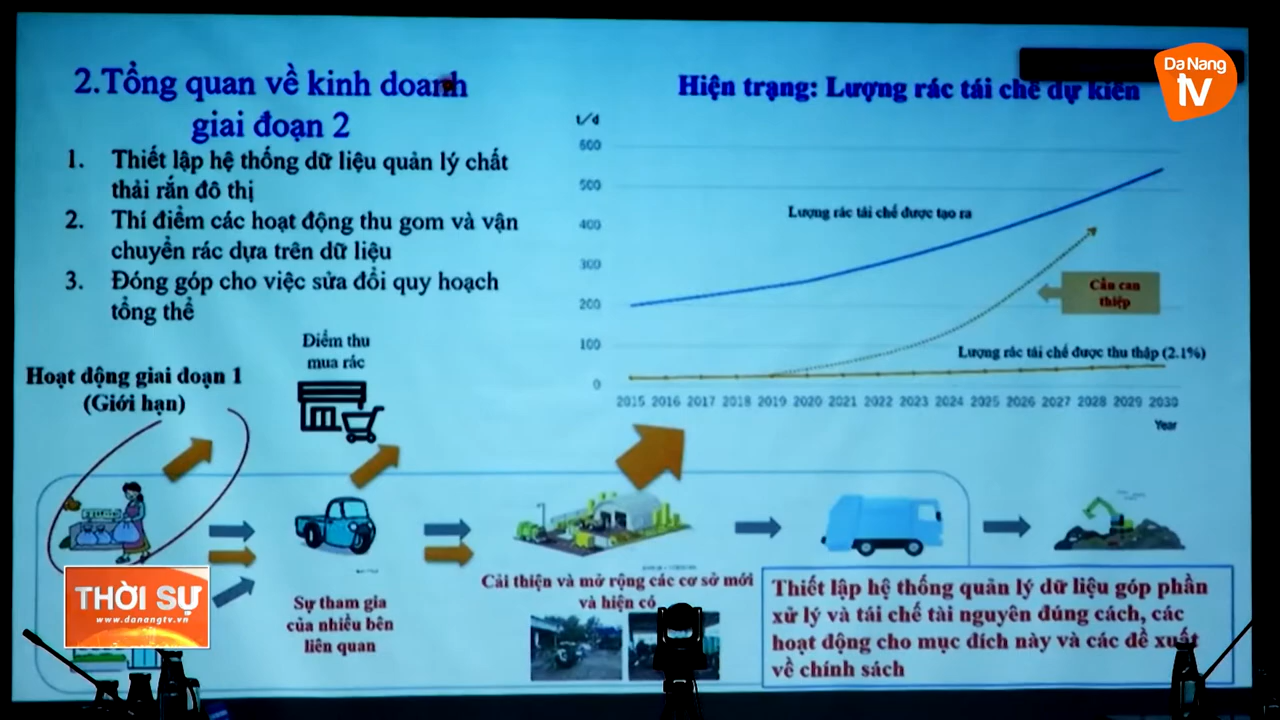 Da Nang
tv
2.Tổng quan về kinh doanh
giai đoạn 2
1. Thiết lập hệ thống dữ liệu quản lý chất
thải rắn đô thị
2. Thí điểm các hoạt động thu gom và vận
chuyển rác dựa trên dữ liệu
3. Đóng góp cho việc sửa đổi quy hoạch
tổng thể
Hiện trạng: Lượng rác tái chế dự kiến
t/d
600
500
400
300
200
100
0
Lượng rác tái chế được tạo ra
Cần can
thiệp
Lượng rác tái chế được thu thập (2.1%)
2015 2016 2017 2018 2019 2020 2021 2022 2023 2024 2025 2026 2027 2028 2029 2030
Year
Điểm thu
mua rác
Hoạt động giai đoạn 1
(Giới hạn)
Sự tham gia
của nhiều bên
liên quan
Cải thiện và mở rộng các cơ sở mới
và hiện có
Thiết lập hệ thống quản lý dữ liệu góp phần
xử lý và tái chế tài nguyên đúng cách, các
hoạt động cho mục đích này và các đề xuất
về chính sách
THỜI SỰ
www.danangtv.vn